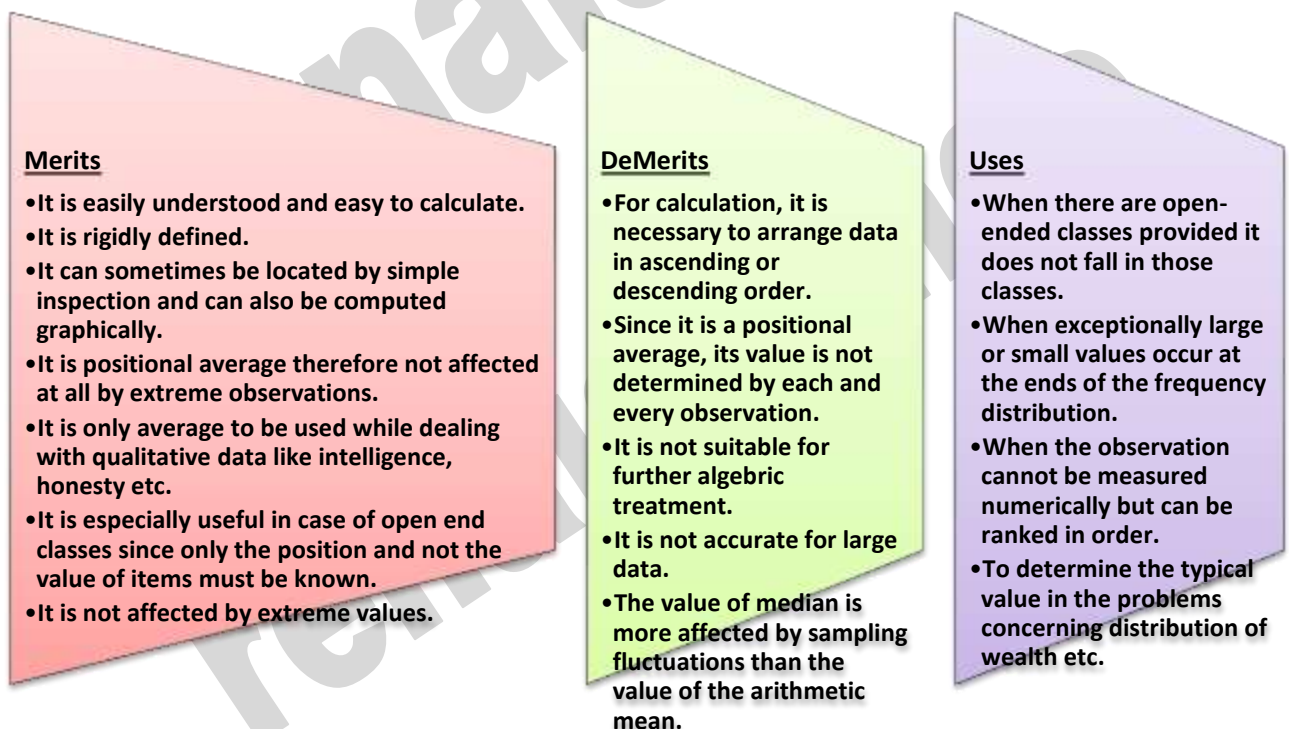 Merits
•It is easily understood and easy to calculate.
•It is rigidly defined.
•It can sometimes be located by simple
inspection and can also be computed
graphically.
•It is positional average therefore not affected
at all by extreme observations.
•It is only average to be used while dealing
with qualitative data like intelligence,
honesty etc.
•It is especially useful in case of open end
classes since only the position and not the
value of items must be known.
•It is not affected by extreme values.
DeMerits
•For calculation, it is
necessary to arrange data
in ascending or
descending order.
•Since it is a positional
average, its value is not
determined by each and
every observation.
•It is not suitable for
further algebric
treatment.
•It is not accurate for large
data.
•The value of median is
more affected by sampling
fluctuations than the
value of the arithmetic
mean.
Uses
•When there are open-
ended classes provided it
does not fall in those
classes.
•When exceptionally large
or small values occur at
the ends of the frequency
distribution.
•When the observation
cannot be measured
numerically but can be
ranked in order.
•To determine the typical
value in the problems
concerning distribution of
wealth etc.